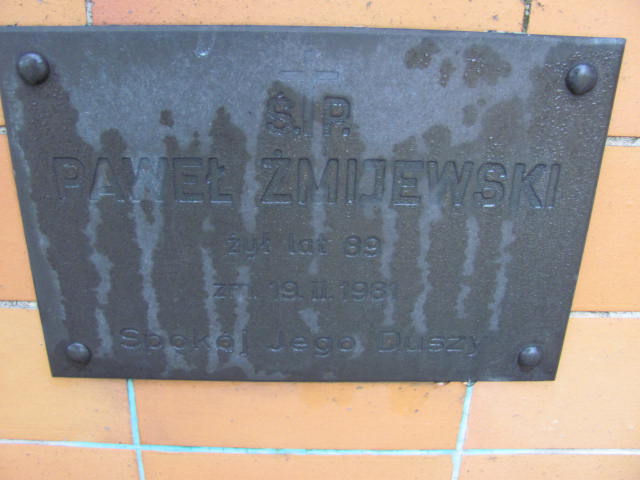 Ś.†P.
PAWEŁ ŻMIJEWSKI
żył lat 89
zm. 19.II.1981
Spokój Jego Duszy